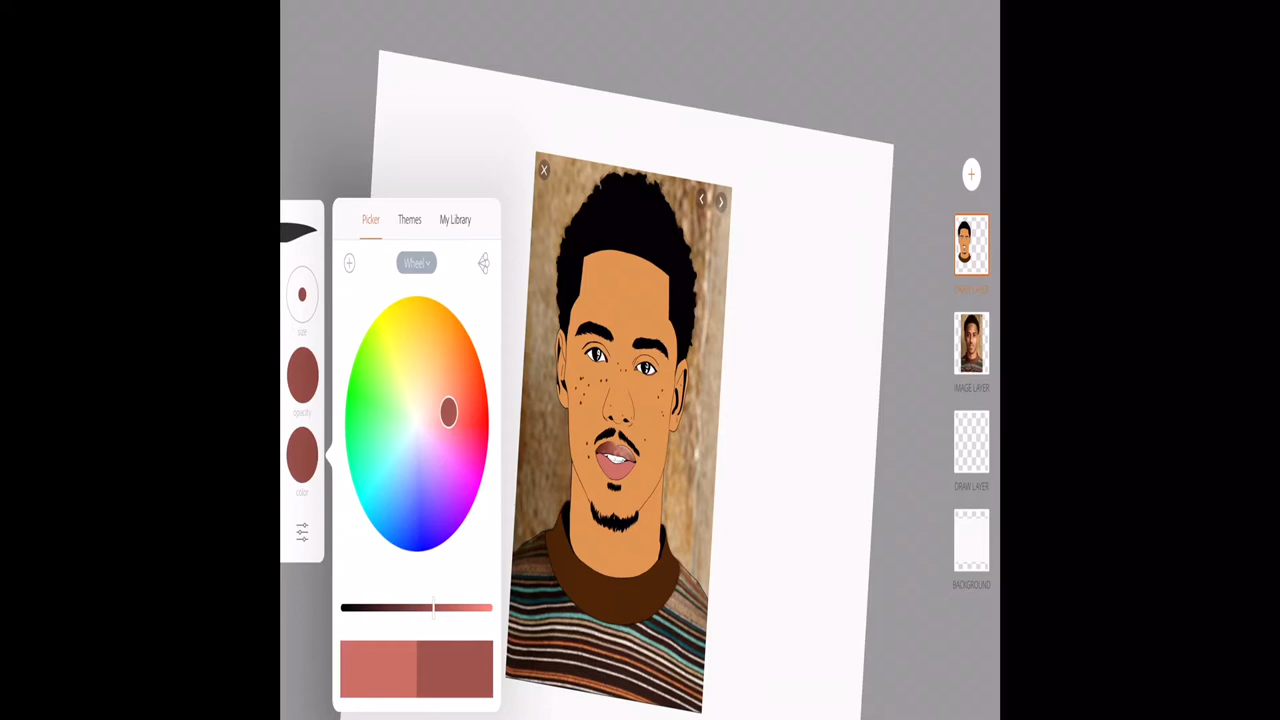 Picker Themes My Library
Wheel
size
opacity
color
IMAGE LAYER
DRAW LAYER
BACKGROUND